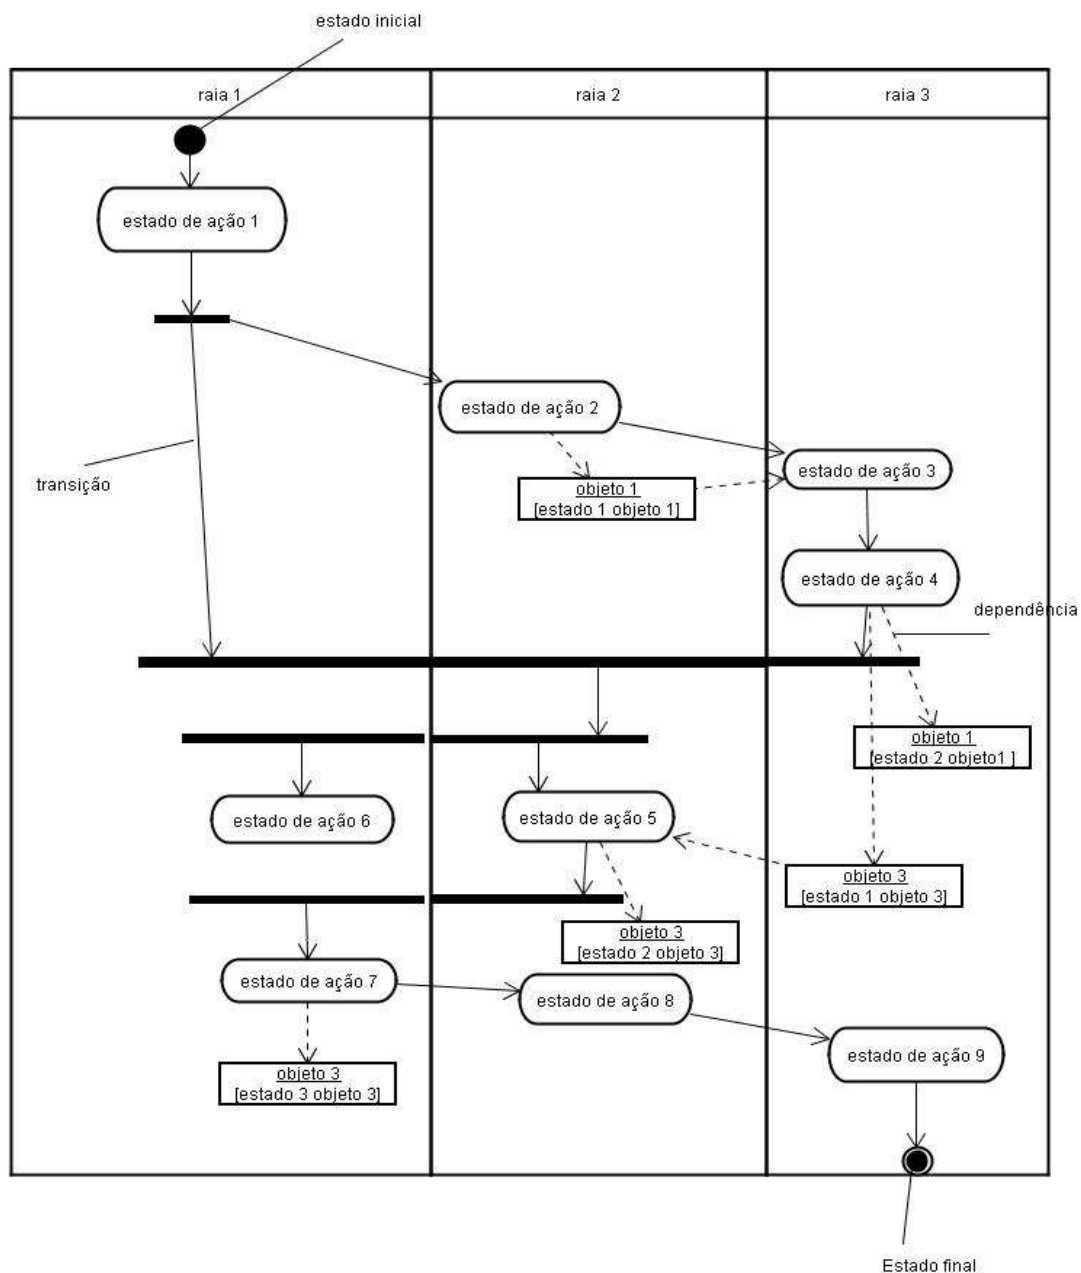 estado inicial
raia 1
raia 2
raia 3
estado de ação 1
estado de ação 2
estado de ação 3
transição
objeto 1
[estado 1 objeto 1]
estado de ação 4
dependência
objeto 1
[estado 2 objeto1 ]
estado de ação 6
estado de ação 5
objeto 3
[estado 1 objeto 3]
objeto 3
[estado 2 objeto 3]
estado de ação 7
estado de ação 8
estado de ação 9
objeto 3
[estado 3 objeto 3]
Estado final